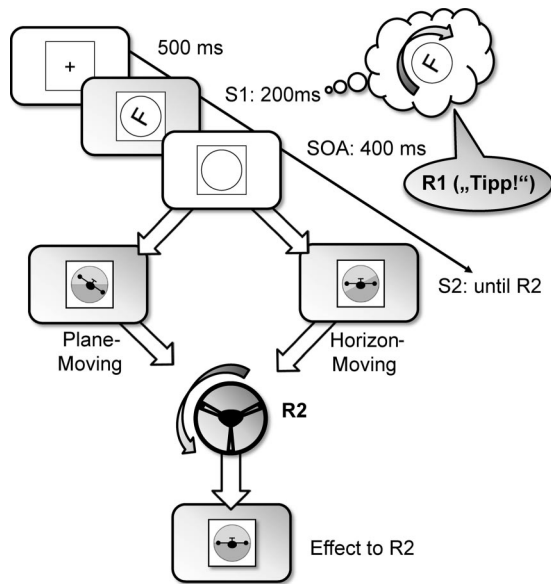 +
500 ms
F
S1: 200ms
F
SOA: 400 ms
R1 („Tipp!“)
S2: until R2
Plane-
Moving
Horizon-
Moving
R2
Effect to R2